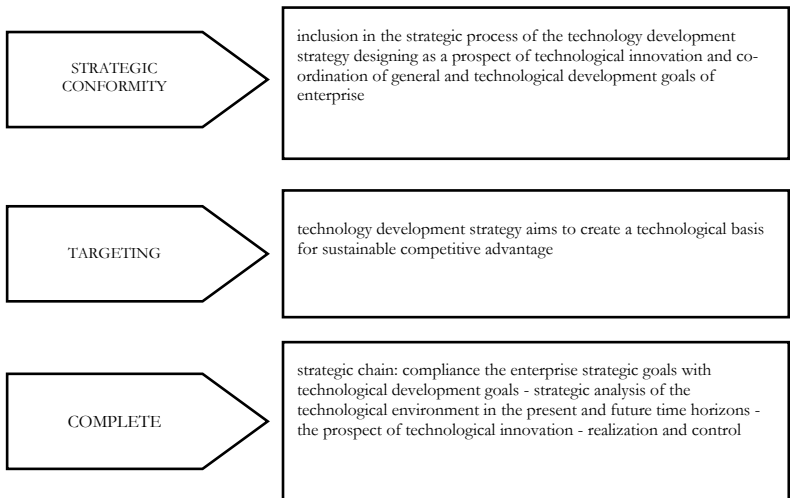 STRATEGIC
CONFORMITY
inclusion in the strategic process of the technology development
strategy designing as a prospect of technological innovation and co-
ordination of general and technological development goals of
enterprise
TARGETING
technology development strategy aims to create a technological basis
for sustainable competitive advantage
COMPLETE
strategic chain: compliance the enterprise strategic goals with
technological development goals - strategic analysis of the
technological environment in the present and future time horizons -
the prospect of technological innovation - realization and control